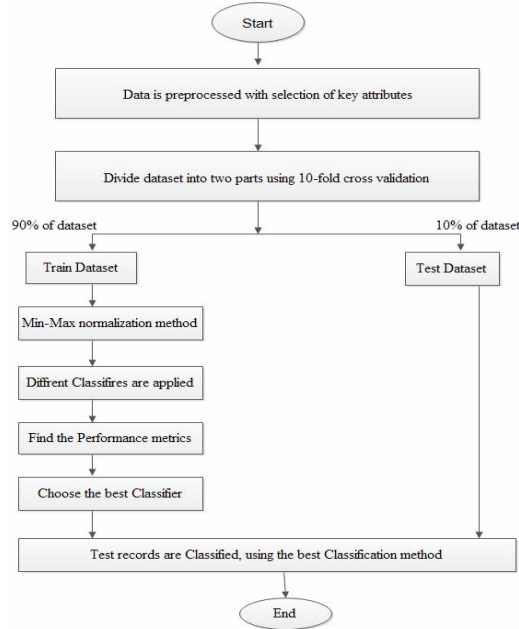 Start
Data is preprocessed with selection of key attributes
Divide dataset into two parts using 10-fold cross validation
90% of dataset
10% of dataset
Train Dataset
Test Dataset
Min-Max normalization method
Diffrent Classifires are applied
Find the Performance metrics
Choose the best Classifier
Test records are Classified, using the best Classification method
End